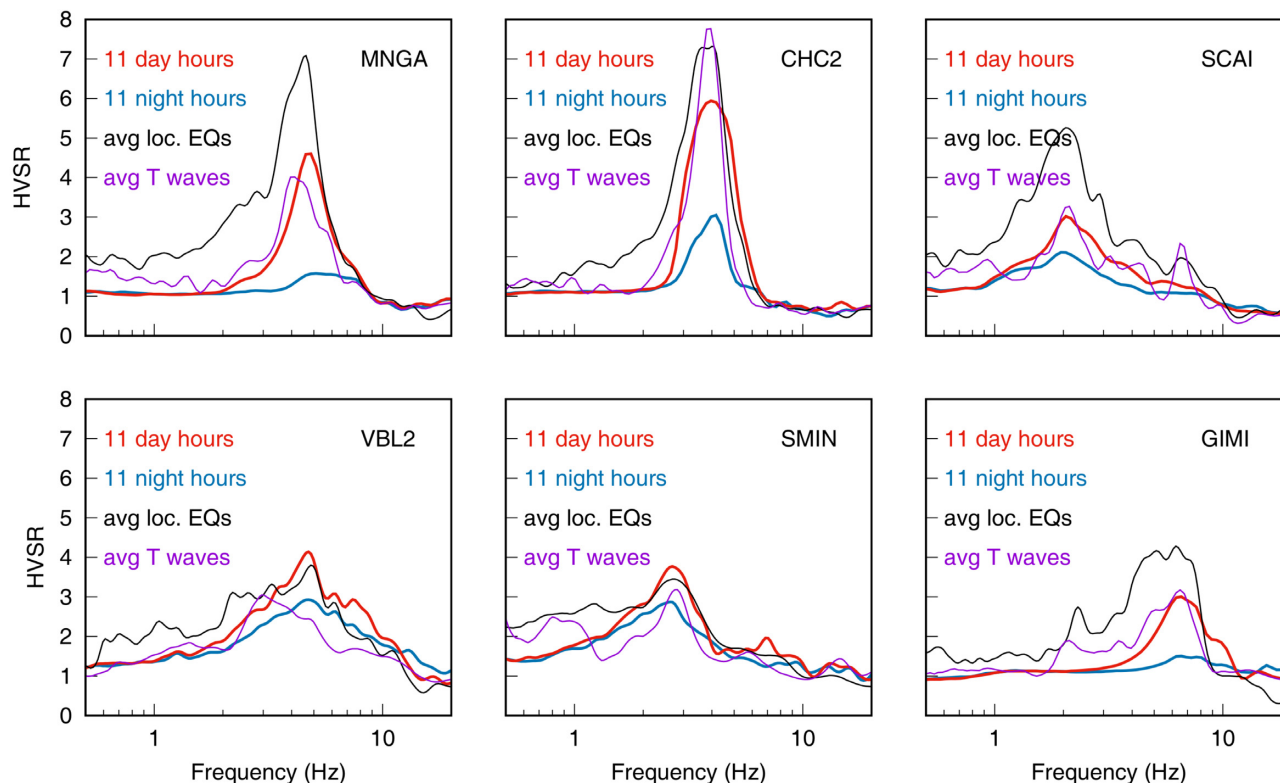 8
7
6
5
4
3
2
1
0
HVSR
11 day hours
11 night hours
avg loc. EQs
avg T waves
MNGA
11 day hours
11 night hours
avg loc. EQs
avg T waves
CHC2
11 day hours
11 night hours
avg loc. EQs
avg T waves
SCAI
8
7
6
5
4
3
2
1
0
HVSR
11 day hours
11 night hours
avg loc. EQs
avg T waves
VBL2
11 day hours
11 night hours
avg loc. EQs
avg T waves
SMIN
11 day hours
11 night hours
avg loc. EQs
avg T waves
GIMI
1 10
1 10
1 10
Frequency (Hz)
Frequency (Hz)
Frequency (Hz)